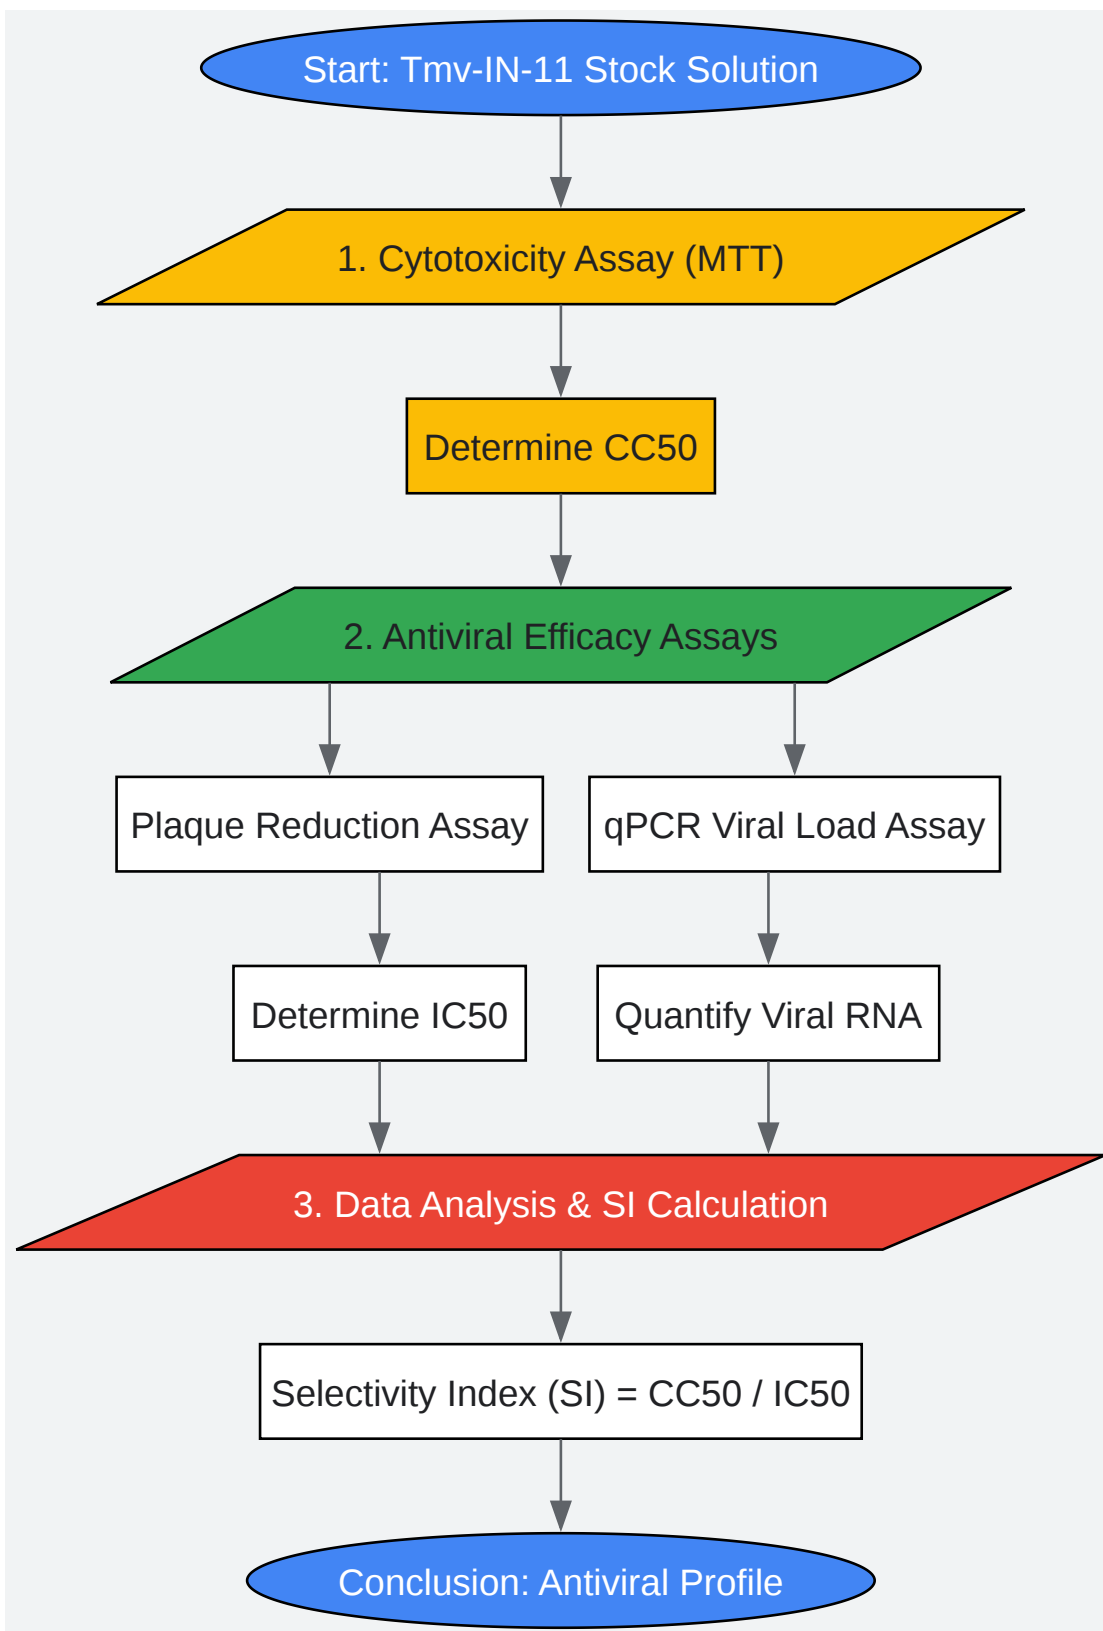 Start: Tmv-IN-11 Stock Solution
1. Cytotoxicity Assay (MTT)
Determine CC50
2. Antiviral Efficacy Assays
Plaque Reduction Assay
qPCR Viral Load Assay
Determine IC50
Quantify Viral RNA
3. Data Analysis & SI Calculation
Selectivity Index (SI) = CC50 / IC50
Conclusion: Antiviral Profile